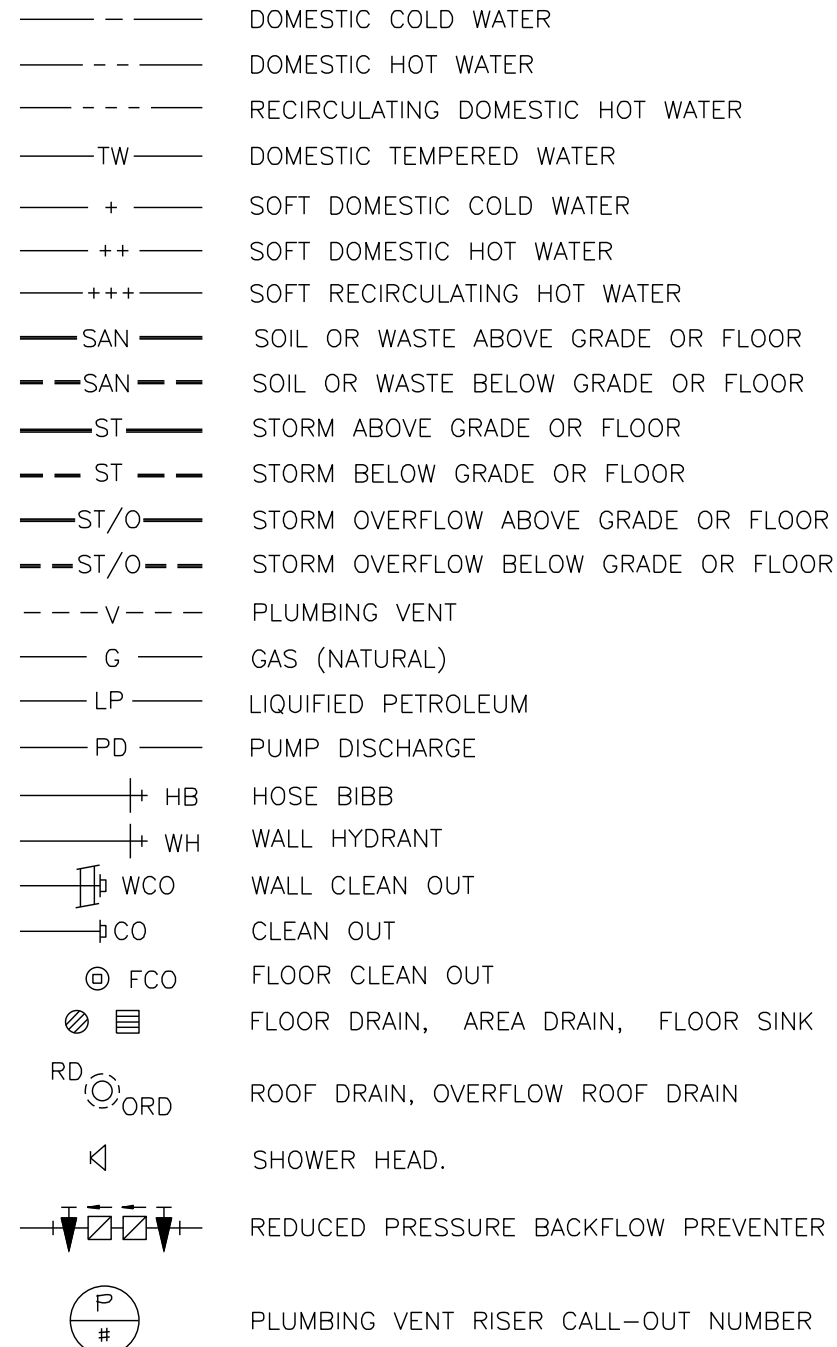 DOMESTIC COLD WATER
DOMESTIC HOT WATER
RECIRCULATING DOMESTIC HOT WATER
TW DOMESTIC TEMPERED WATER
+ SOFT DOMESTIC COLD WATER
++ SOFT DOMESTIC HOT WATER
+++ SOFT RECIRCULATING HOT WATER
SAN SOIL OR WASTE ABOVE GRADE OR FLOOR
SAN SOIL OR WASTE BELOW GRADE OR FLOOR
ST STORM ABOVE GRADE OR FLOOR
ST STORM BELOW GRADE OR FLOOR
ST/O STORM OVERFLOW ABOVE GRADE OR FLOOR
ST/O STORM OVERFLOW BELOW GRADE OR FLOOR
V PLUMBING VENT
G GAS (NATURAL)
LP LIQUIFIED PETROLEUM
PD PUMP DISCHARGE
HB HOSE BIBB
WH WALL HYDRANT
WCO WALL CLEAN OUT
CO CLEAN OUT
FCO FLOOR CLEAN OUT
FLOOR DRAIN, AREA DRAIN, FLOOR SINK
RD
ORD ROOF DRAIN, OVERFLOW ROOF DRAIN
SHOWER HEAD.
REDUCED PRESSURE BACKFLOW PREVENTER
P
# PLUMBING VENT RISER CALL-OUT NUMBER